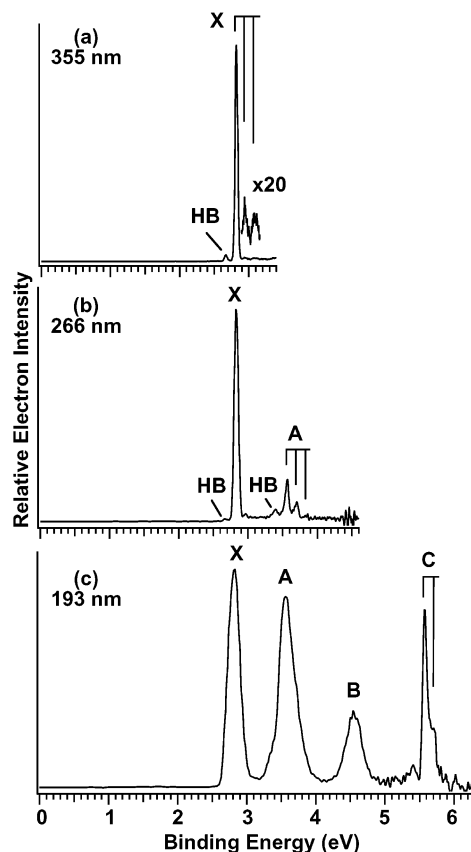 (a)
355 nm
X
x20
HB
(b)
266 nm
X
A
HB
HB
(c)
193 nm
X
A
B
C
Relative Electron Intensity
0 1 2 3 4 5 6
Binding Energy (eV)